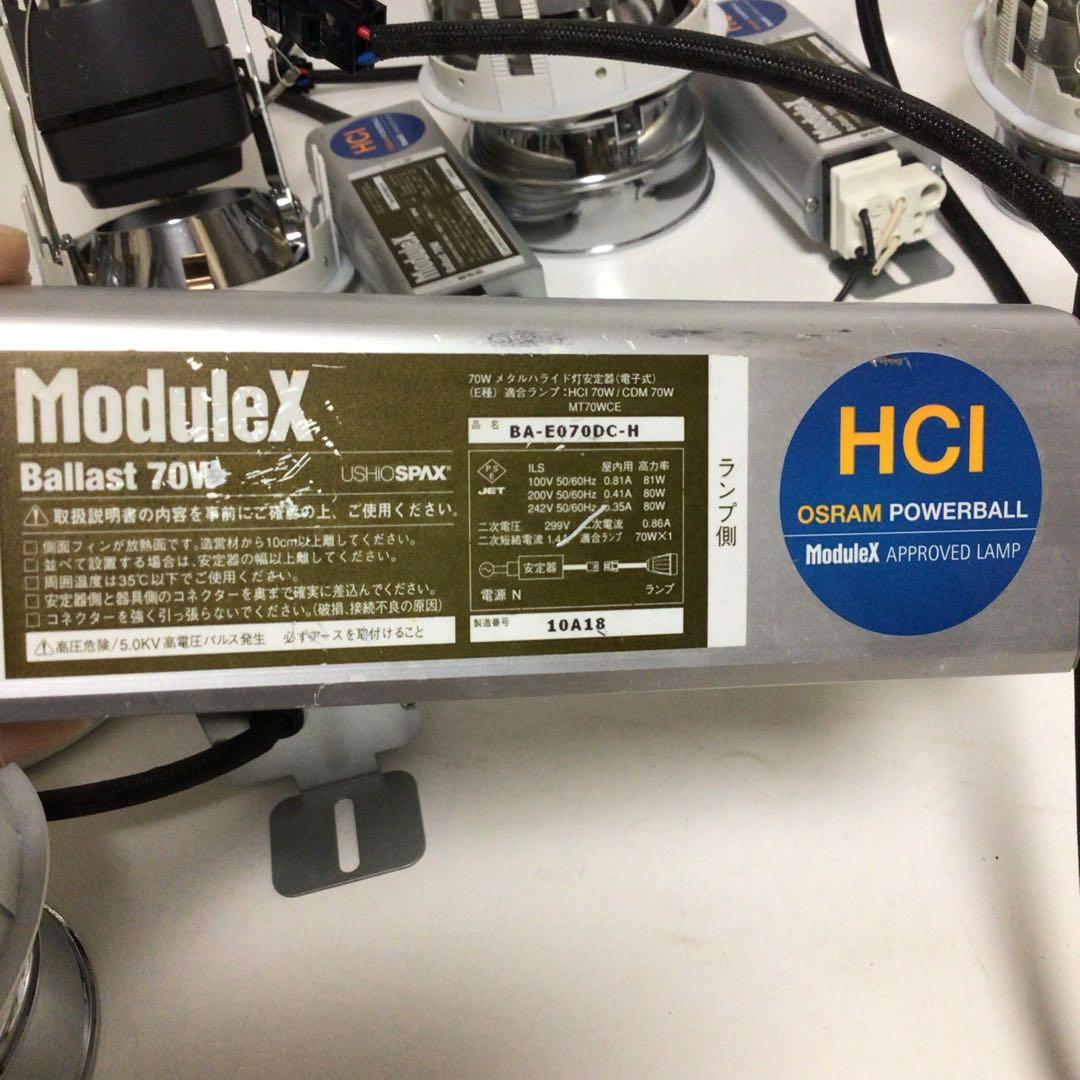 HCI
ModuleX
ModuleX
ModuleX
Ballast 70W
USHIOSPAX®
取扱説明書の内容を事前にご確認の上、ご使用ください。
□ 側面フィンが放熱面です。造営材から10cm以上離してください。
□ 並べて設置する場合は、安定器の幅以上離してください。
□ 周囲温度は35℃以下でご使用ください。
□ 安定器側と器具側のコネクターを奥まで確実に差込んでください。
□ コネクターを強く引っ張らないでください。(破損、接続不良の原因)
高圧危険/5.0KV高電圧パルス発生 必ずアースを取付けること
70W メタルハライド灯安定器(電子式)
(E種) 適合ランプ:HCI 70W/CDM 70W
MT70WCE
品名 BA-E070DC-H
PSE
JET
ILS 屋内用 高力率
100V 50/60Hz 0.81A 81W
200V 50/60Hz 0.41A 80W
242V 50/60Hz 0.35A 80W
二次電圧 299V 二次電流 0.86A
二次短絡電流 1.4 適合ランプ 70W×1
安定器
電源 N ランプ
製造番号 10A18
ランプ側
HCI
OSRAM POWERBALL
ModuleX APPROVED LAMP